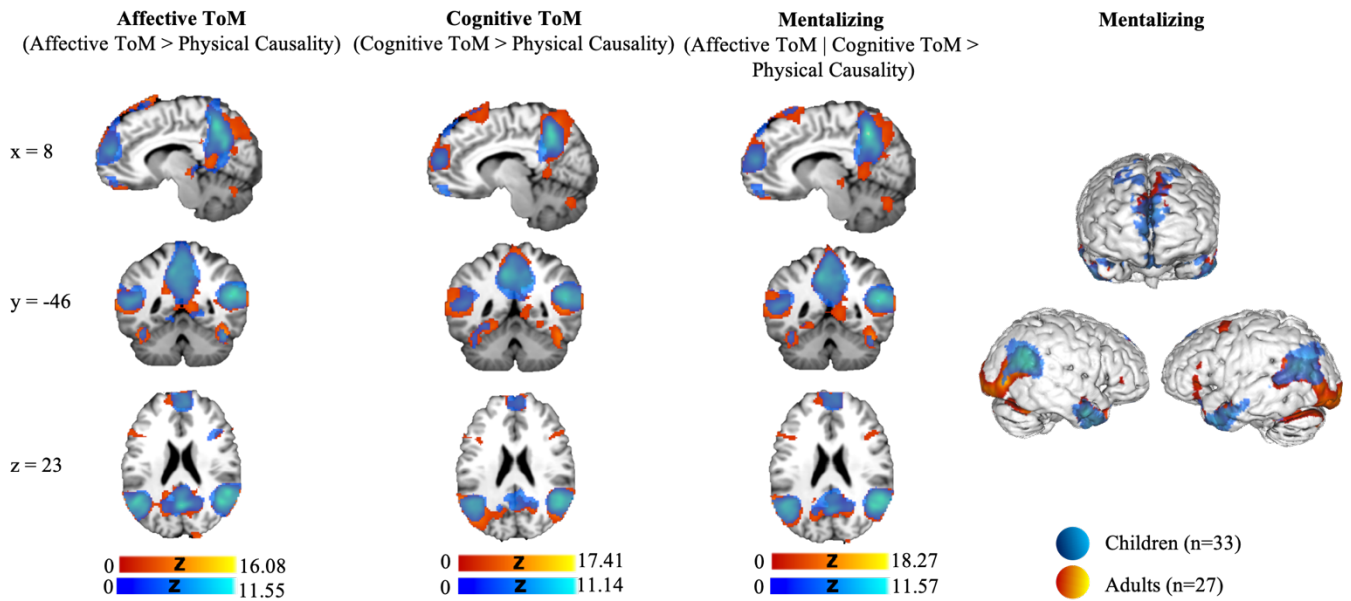 Affective ToM
(Affective ToM > Physical Causality)
Cognitive ToM
(Cognitive ToM > Physical Causality)
Mentalizing
(Affective ToM | Cognitive ToM >
Physical Causality)
Mentalizing
x = 8
y = -46
z = 23
0 z 16.08
0 z 11.55
0 z 17.41
0 z 11.14
0 z 18.27
0 z 11.57
Children (n=33)
Adults (n=27)